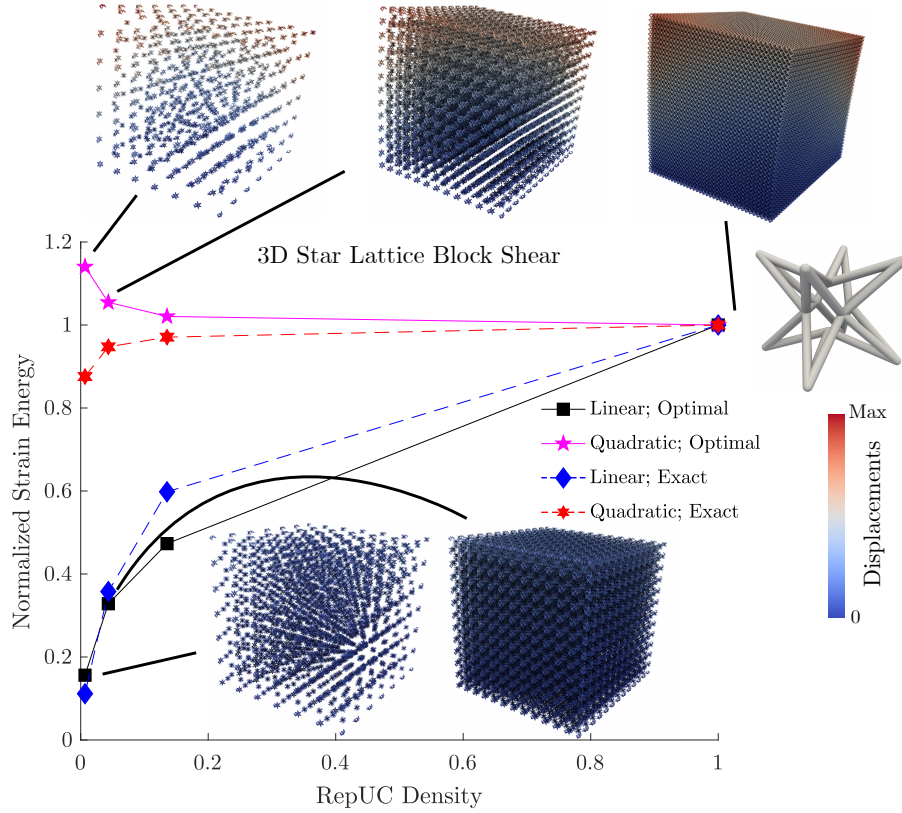 3D Star Lattice Block Shear
Normalized Strain Energy
1.2
1
0.8
0.6
0.4
0.2
0
0
0.2
0.4
0.6
0.8
1
RepUC Density
Linear; Optimal
Quadratic; Optimal
Linear; Exact
Quadratic; Exact
Max
Displacements
0